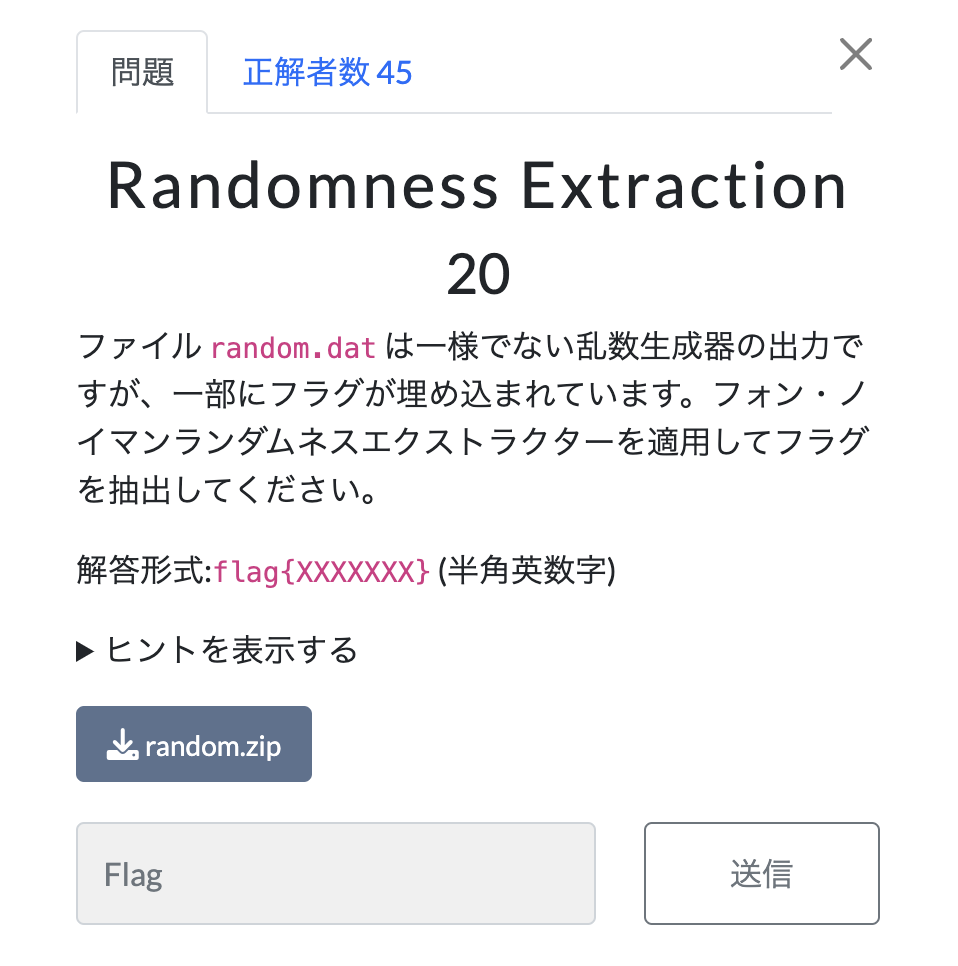 問題
正解者数 45
Randomness Extraction
20
ファイル random.dat は一様でない乱数生成器の出力で
すが、一部にフラグが埋め込まれています。フォン・ノ
イマンランダムネスエクストラクターを適用してフラグ
を抽出してください。
解答形式:flag{XXXXXXX} (半角英数字)
▶ ヒントを表示する
random.zip
Flag
送信